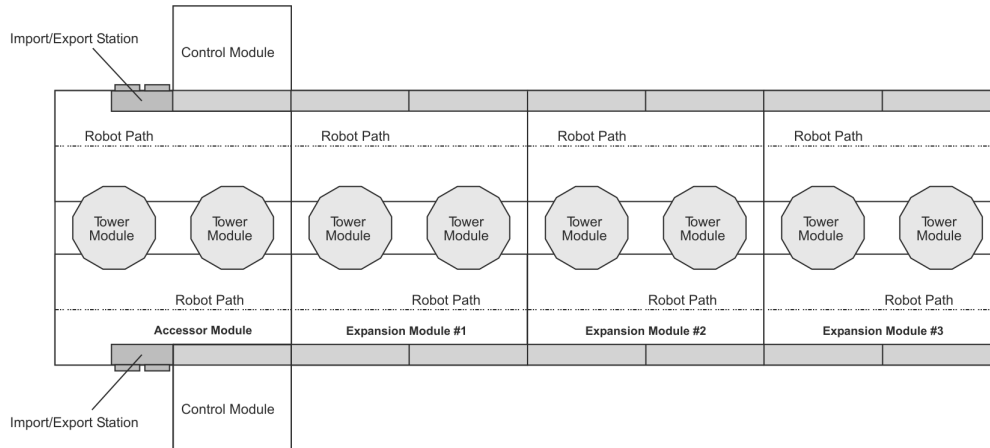 Import/Export Station
Control Module
Robot Path
Robot Path
Robot Path
Robot Path
Tower
Module
Tower
Module
Tower
Module
Tower
Module
Tower
Module
Tower
Module
Tower
Module
Tower
Module
Robot Path
Robot Path
Robot Path
Robot Path
Accessor Module
Expansion Module #1
Expansion Module #2
Expansion Module #3
Control Module
Import/Export Station